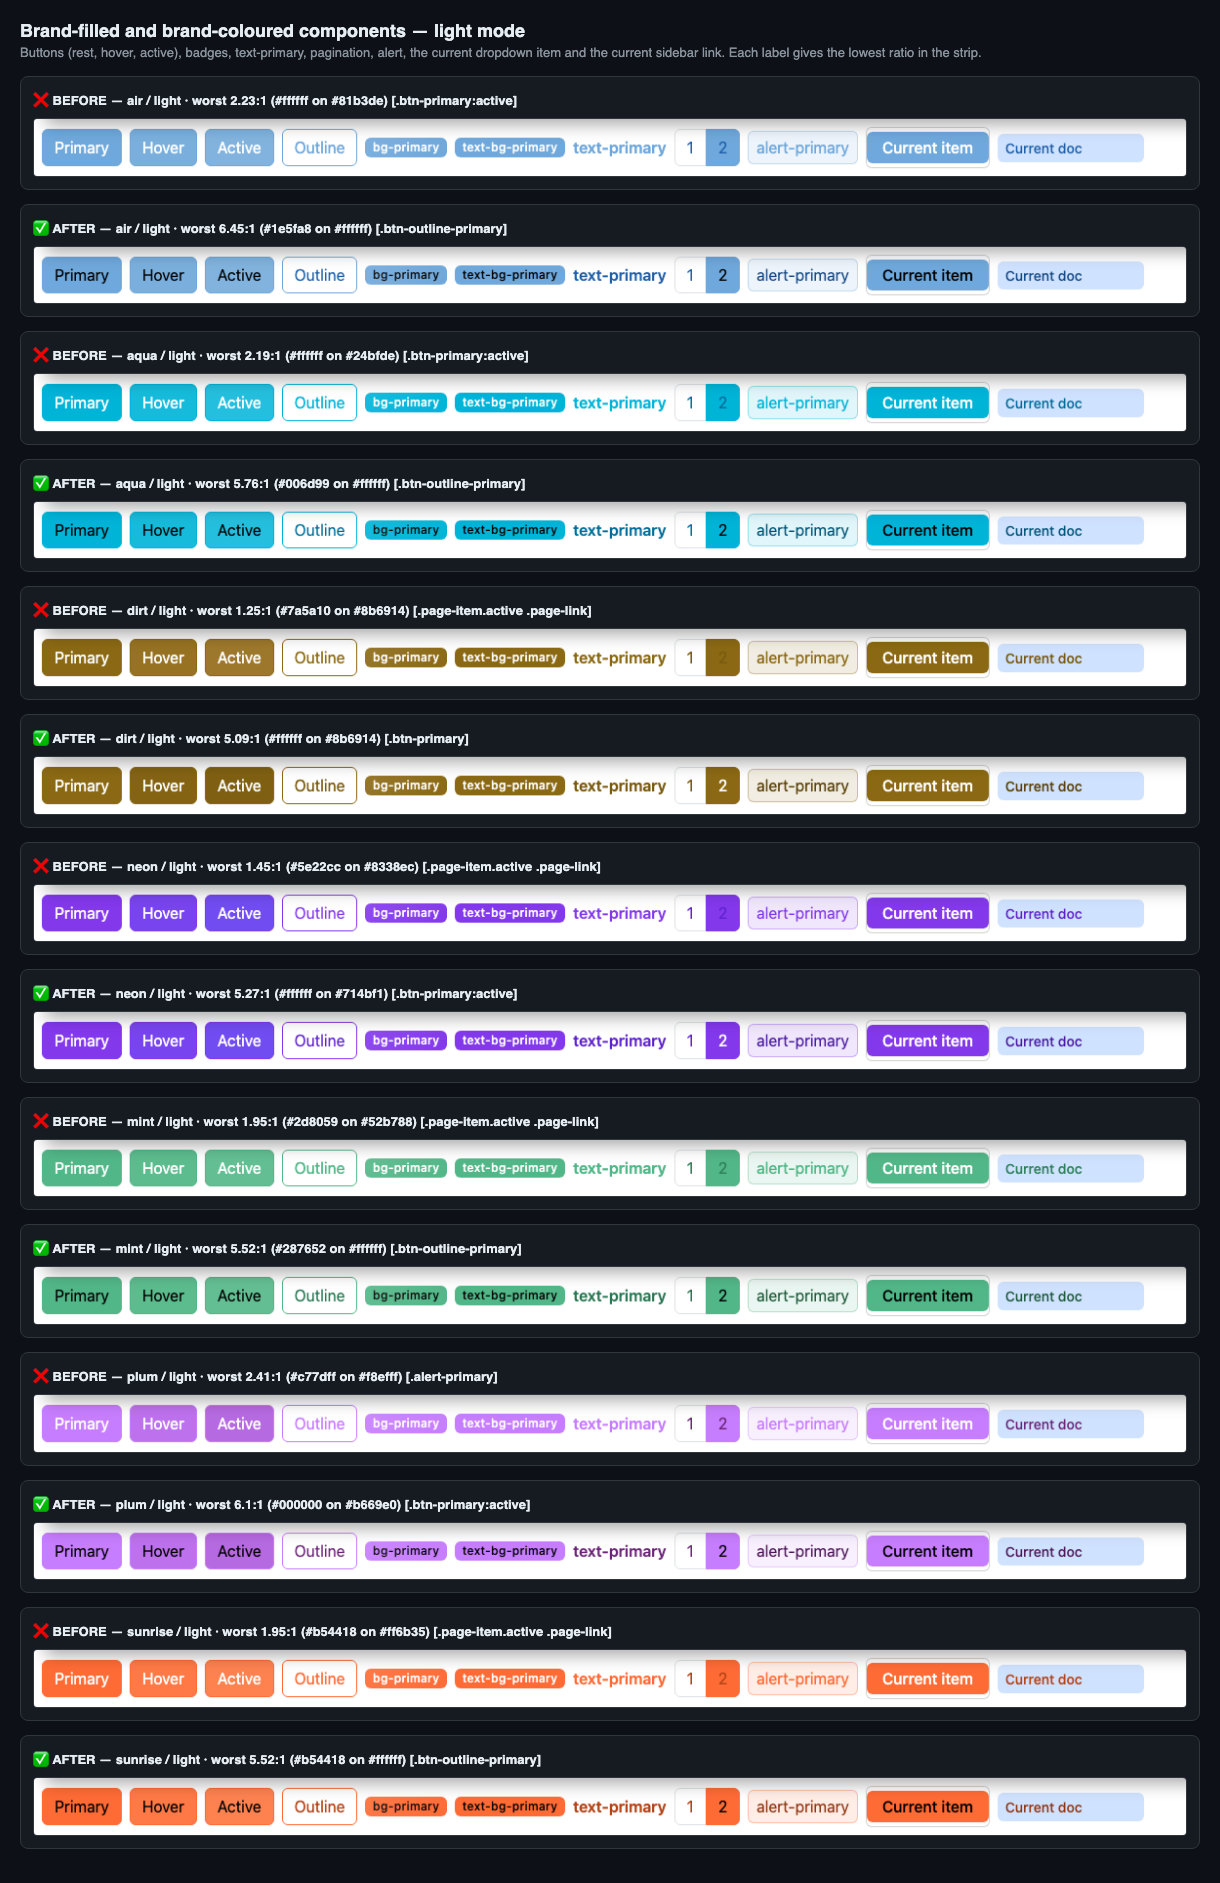 Brand-filled and brand-coloured components — light mode
Buttons (rest, hover, active), badges, text-primary, pagination, alert, the current dropdown item and the current sidebar link. Each label gives the lowest ratio in the strip.
❌ BEFORE — air / light · worst 2.23:1 (#ffffff on #81b3de) [.btn-primary:active]
Primary Hover Active Outline bg-primary text-bg-primary text-primary 1 2 alert-primary Current item Current doc
✅ AFTER — air / light · worst 6.45:1 (#1e5fa8 on #ffffff) [.btn-outline-primary]
Primary Hover Active Outline bg-primary text-bg-primary text-primary 1 2 alert-primary Current item Current doc
❌ BEFORE — aqua / light · worst 2.19:1 (#ffffff on #24bfde) [.btn-primary:active]
Primary Hover Active Outline bg-primary text-bg-primary text-primary 1 2 alert-primary Current item Current doc
✅ AFTER — aqua / light · worst 5.76:1 (#006d99 on #ffffff) [.btn-outline-primary]
Primary Hover Active Outline bg-primary text-bg-primary text-primary 1 2 alert-primary Current item Current doc
❌ BEFORE — dirt / light · worst 1.25:1 (#7a5a10 on #8b6914) [.page-item.active .page-link]
Primary Hover Active Outline bg-primary text-bg-primary text-primary 1 2 alert-primary Current item Current doc
✅ AFTER — dirt / light · worst 5.09:1 (#ffffff on #8b6914) [.btn-primary]
Primary Hover Active Outline bg-primary text-bg-primary text-primary 1 2 alert-primary Current item Current doc
❌ BEFORE — neon / light · worst 1.45:1 (#5e22cc on #8338ec) [.page-item.active .page-link]
Primary Hover Active Outline bg-primary text-bg-primary text-primary 1 2 alert-primary Current item Current doc
✅ AFTER — neon / light · worst 5.27:1 (#ffffff on #714bf1) [.btn-primary:active]
Primary Hover Active Outline bg-primary text-bg-primary text-primary 1 2 alert-primary Current item Current doc
❌ BEFORE — mint / light · worst 1.95:1 (#2d8059 on #52b788) [.page-item.active .page-link]
Primary Hover Active Outline bg-primary text-bg-primary text-primary 1 2 alert-primary Current item Current doc
✅ AFTER — mint / light · worst 5.52:1 (#287652 on #ffffff) [.btn-outline-primary]
Primary Hover Active Outline bg-primary text-bg-primary text-primary 1 2 alert-primary Current item Current doc
❌ BEFORE — plum / light · worst 2.41:1 (#c77dff on #f8efff) [.alert-primary]
Primary Hover Active Outline bg-primary text-bg-primary text-primary 1 2 alert-primary Current item Current doc
✅ AFTER — plum / light · worst 6.1:1 (#000000 on #b669e0) [.btn-primary:active]
Primary Hover Active Outline bg-primary text-bg-primary text-primary 1 2 alert-primary Current item Current doc
❌ BEFORE — sunrise / light · worst 1.95:1 (#b54418 on #ff6b35) [.page-item.active .page-link]
Primary Hover Active Outline bg-primary text-bg-primary text-primary 1 2 alert-primary Current item Current doc
✅ AFTER — sunrise / light · worst 5.52:1 (#b54418 on #ffffff) [.btn-outline-primary]
Primary Hover Active Outline bg-primary text-bg-primary text-primary 1 2 alert-primary Current item Current doc